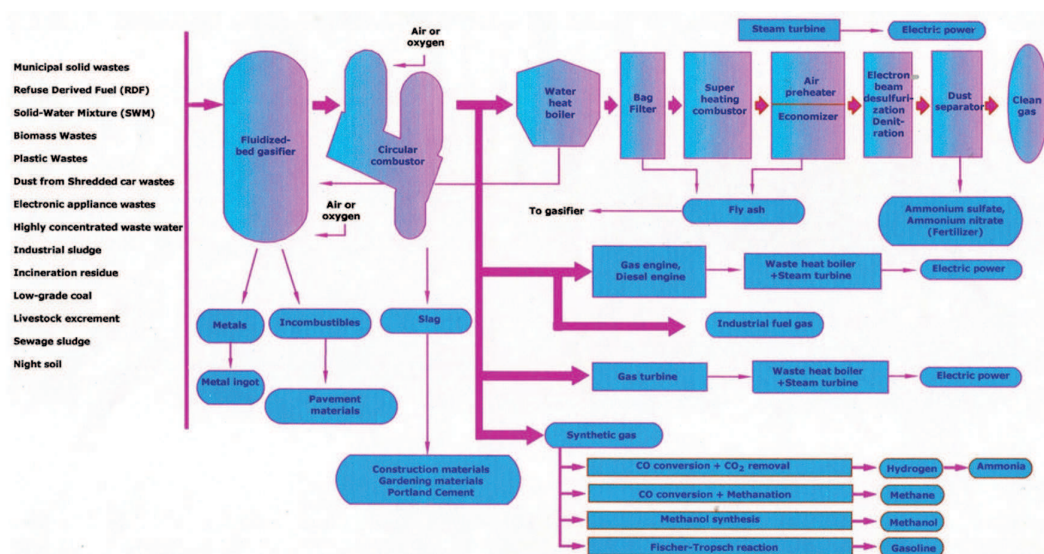 Municipal solid wastes
Refuse Derived Fuel (RDF)
Solid-Water Mixture (SWM)
Biomass Wastes
Plastic Wastes
Dust from Shredded car wastes
Electronic appliance wastes
Highly concentrated waste water
Industrial sludge
Incineration residue
Low-grade coal
Livestock excrement
Sewage sludge
Night soil
Fluidized-
bed gasifier
Air or
oxygen
Circular
combustor
Air or
oxygen
Metals
Incombustibles
Slag
Metal ingot
Pavement
materials
Construction materials
Gardening materials
Portland Cement
Steam turbine
Electric power
Water
heat
boiler
Bag
Filter
Super
heating
combustor
Air
preheater
Economizer
Electron
beam
desulfuri-
zation
Denit-
ration
Dust
separator
Clean
gas
To gasifier
Fly ash
Ammonium sulfate,
Ammonium nitrate
(Fertilizer)
Gas engine,
Diesel engine
Waste heat boiler
+Steam turbine
Electric power
Industrial fuel gas
Gas turbine
Waste heat boiler
+Steam turbine
Electric power
Synthetic gas
CO conversion + CO₂ removal
Hydrogen
Ammonia
CO conversion + Methanation
Methane
Methanol synthesis
Methanol
Fischer-Tropsch reaction
Gasoline